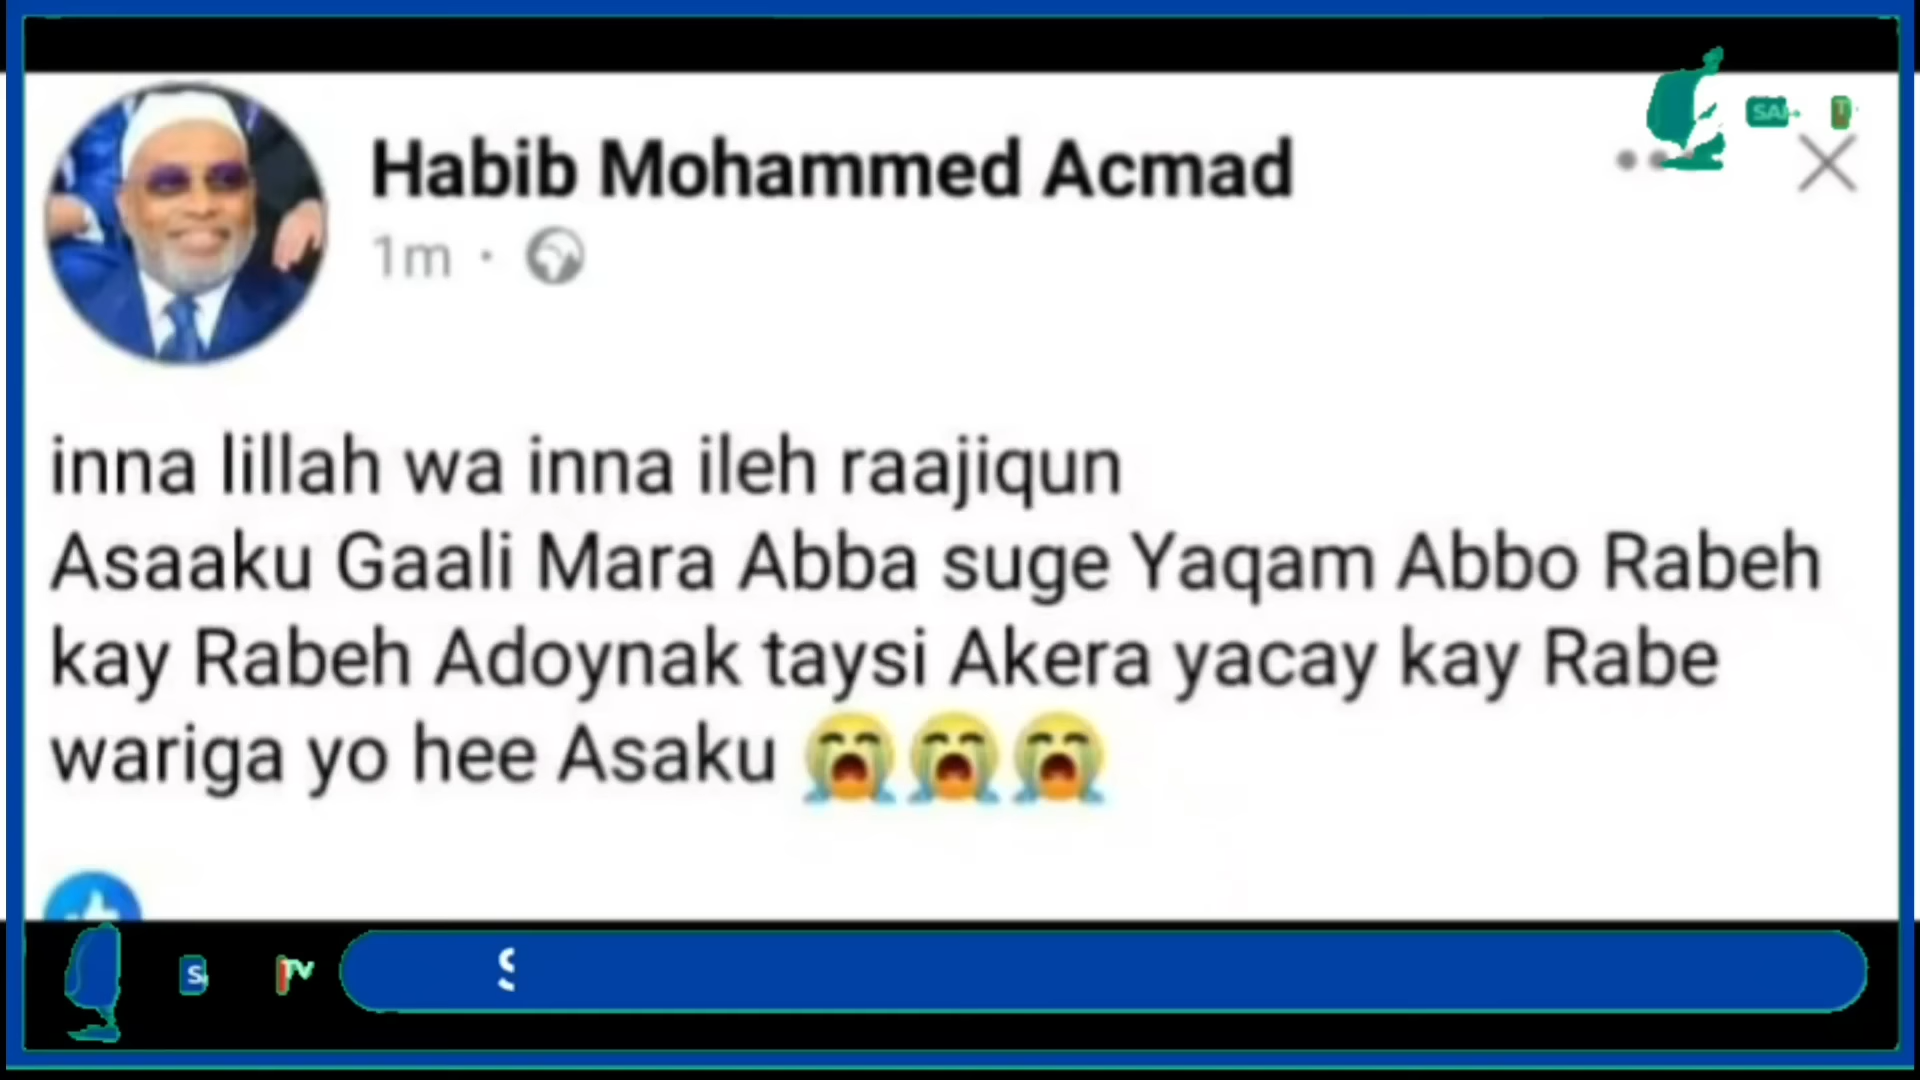 Habib Mohammed Acmad
1m ·
inna lillah wa inna ileh raajiqun
Asaaku Gaali Mara Abba suge Yaqam Abbo Rabeh
kay Rabeh Adoynak taysi Akera yacay kay Rabe
wariga yo hee Asaku 😭😭😭
TV